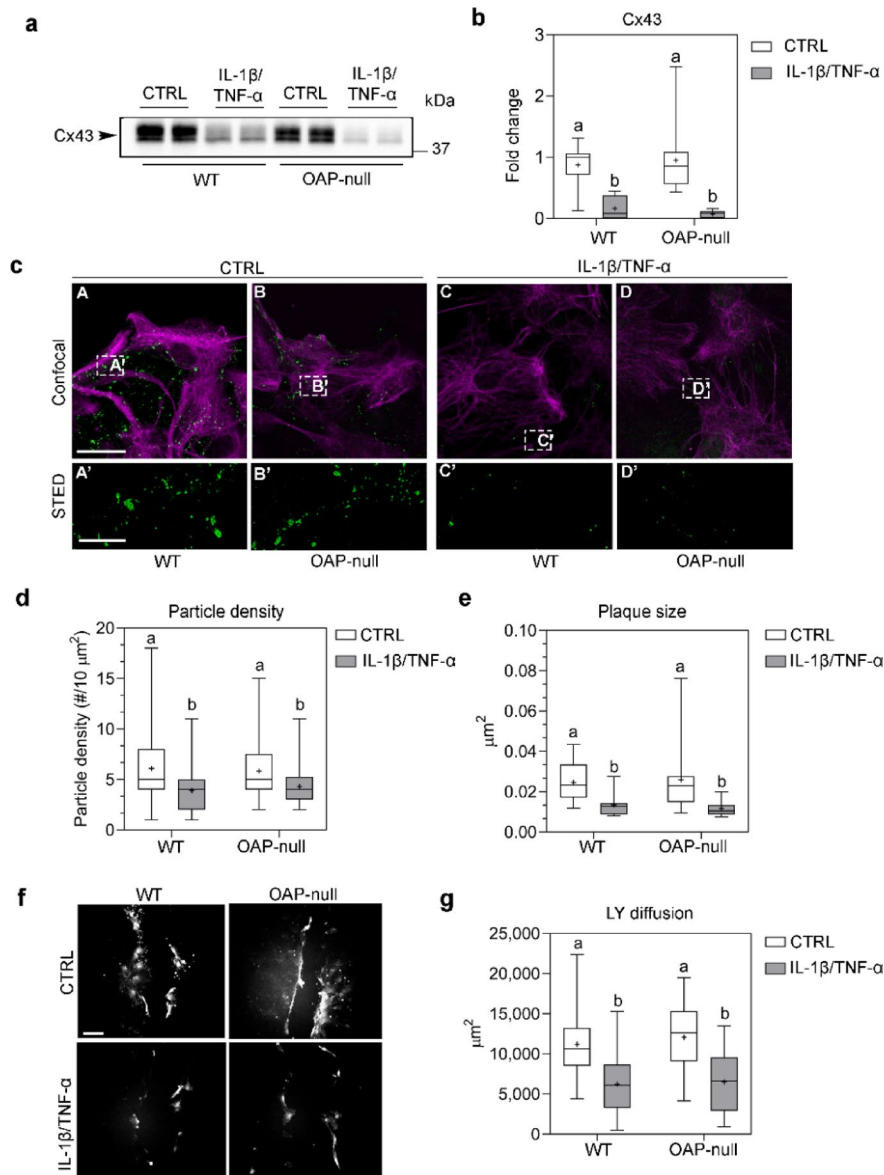 a
CTRL
IL-1β/
TNF-α
CTRL
IL-1β/
TNF-α
kDa
Cx43
37
WT
OAP-null
b
Cx43
CTRL
IL-1β/TNF-α
Fold change
3
2
1
0
a
b
a
b
WT
OAP-null
c
CTRL
IL-1β/TNF-α
Confocal
A
B
C
D
A'
B'
C'
D'
STED
A'
B'
C'
D'
WT
OAP-null
WT
OAP-null
d
Particle density
CTRL
IL-1β/TNF-α
Particle density (#/10 μm²)
20
15
10
5
0
a
b
a
b
WT
OAP-null
e
Plaque size
CTRL
IL-1β/TNF-α
μm²
0.10
0.08
0.06
0.04
0.02
0.00
a
b
a
b
WT
OAP-null
f
WT
OAP-null
CTRL
IL-1β/TNF-α
g
LY diffusion
CTRL
IL-1β/TNF-α
μm²
25,000
20,000
15,000
10,000
5,000
0
a
b
a
b
WT
OAP-null